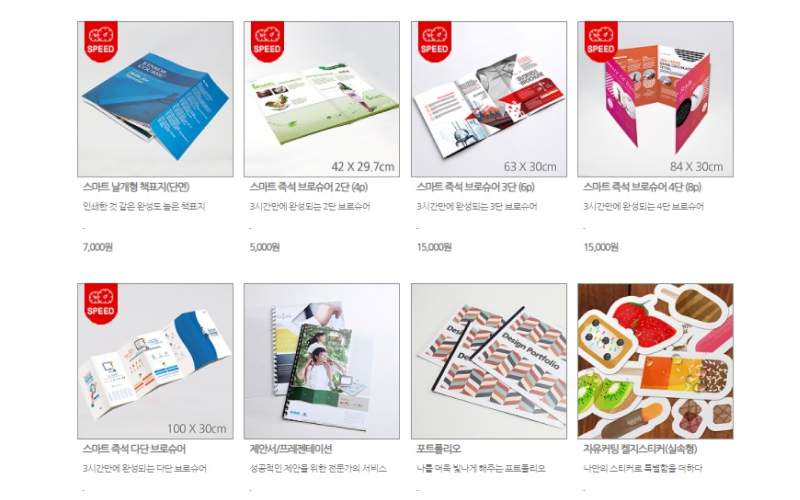 SPEED
SPEED
SPEED
SPEED
42 X 29.7cm
63 X 30cm
84 X 30cm
스마트 날개형 책표지(단면)
스마트 즉석 브로슈어 2단 (4p)
스마트 즉석 브로슈어 3단 (6p)
스마트 즉석 브로슈어 4단 (8p)
인쇄한 것 같은 완성도 높은 책표지
3시간만에 완성되는 2단 브로슈어
3시간만에 완성되는 3단 브로슈어
3시간만에 완성되는 4단 브로슈어
-
-
-
-
7,000원
5,000원
15,000원
15,000원
SPEED
Design Portfolio
100 X 30cm
스마트 즉석 다단 브로슈어
제안서/프레젠테이션
포트폴리오
자유커팅 켈지스티커(실속형)
3시간만에 완성되는 다단 브로슈어
성공적인 제안을 위한 전문가의 서비스
나를 더욱 빛나게 해주는 포트폴리오
나만의 스티커로 특별함을 더하다